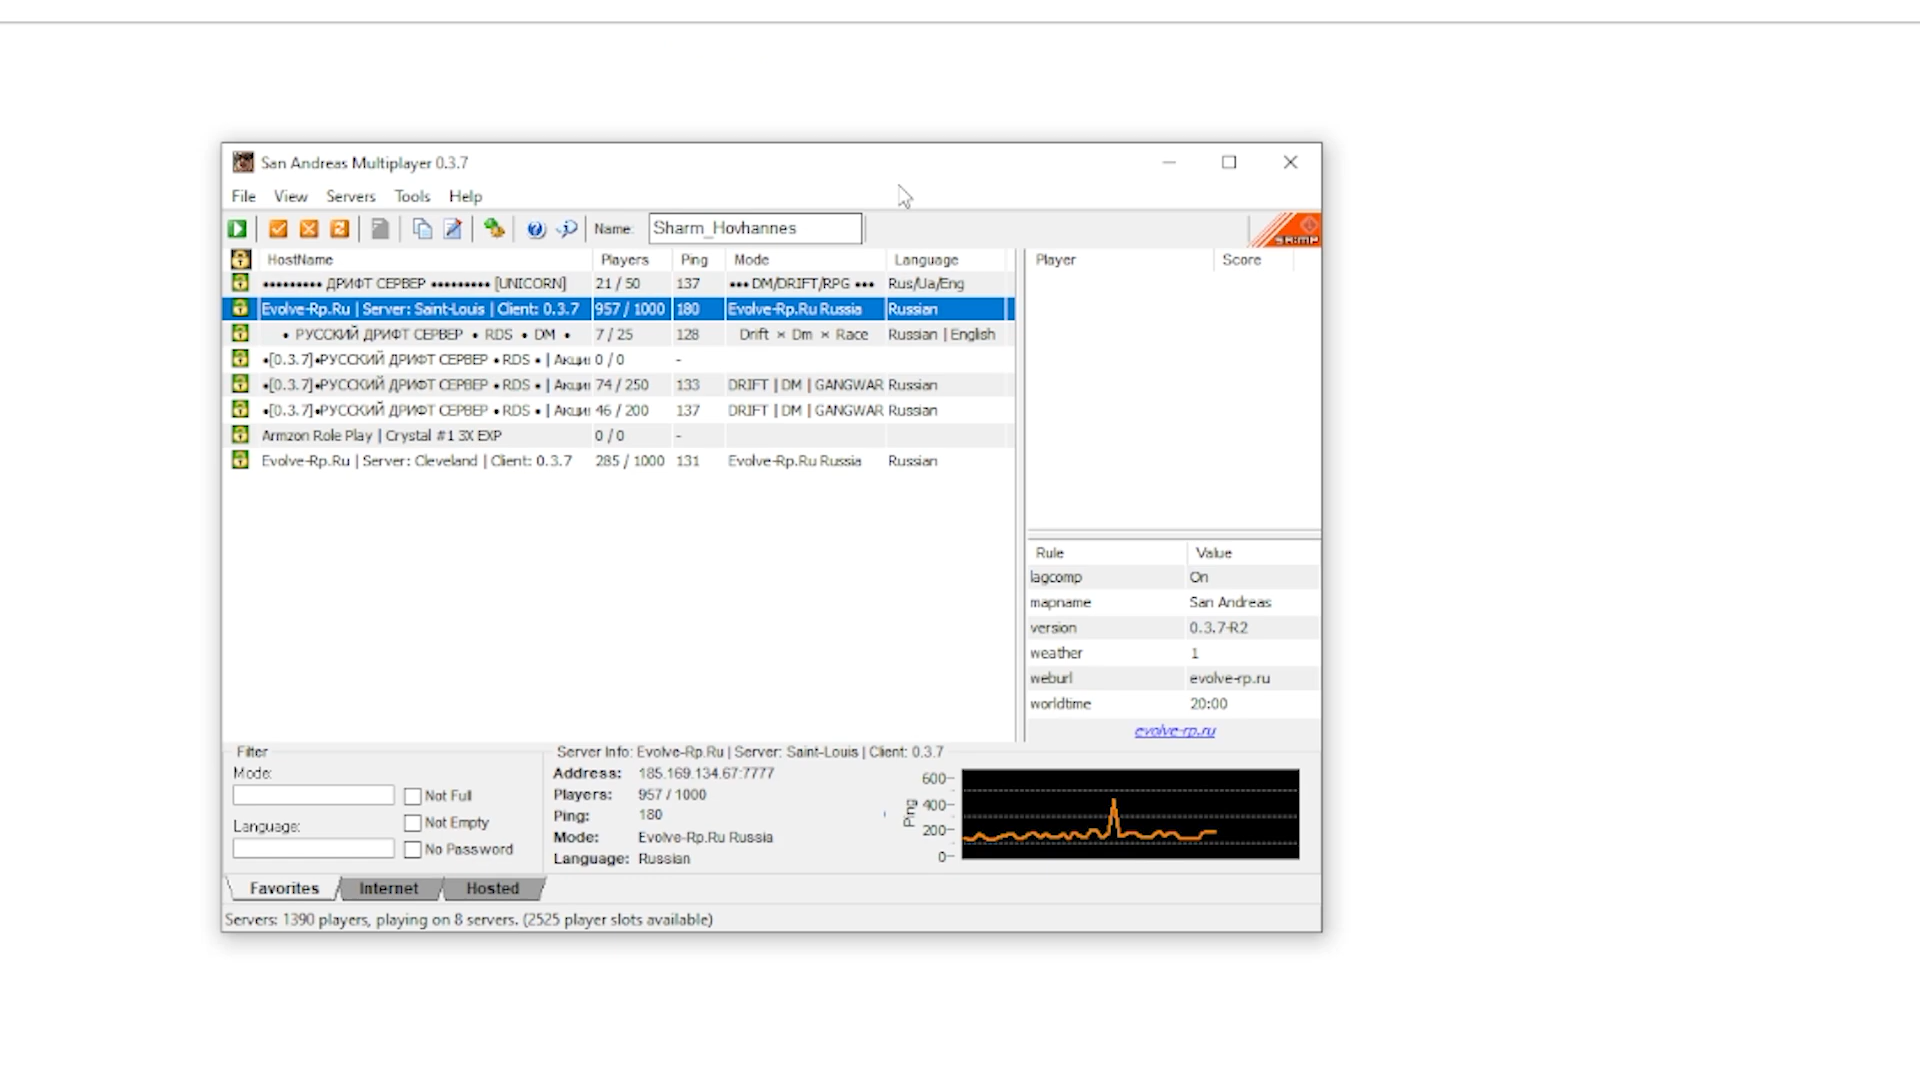 San Andreas Multiplayer 0.3.7
File View Servers Tools Help
Name: Sharm_Hovhannes
SA:MP
HostName Players Ping Mode Language Player Score
••••••••• ДРИФТ СЕРВЕР ••••••••• [UNICORN] 21 / 50 137 ••• DM/DRIFT/RPG ••• Rus/Ua/Eng
Evolve-Rp.Ru | Server: Saint-Louis | Client: 0.3.7 957 / 1000 180 Evolve-Rp.Ru Russia Russian
• РУССКИЙ ДРИФТ СЕРВЕР • RDS • DM • 7 / 25 128 Drift × Dm × Race Russian | English
•[0.3.7]•РУССКИЙ ДРИФТ СЕРВЕР • RDS • | Акци 0 / 0 -
•[0.3.7]•РУССКИЙ ДРИФТ СЕРВЕР • RDS • | Акци 74 / 250 133 DRIFT | DM | GANGWAR Russian
•[0.3.7]•РУССКИЙ ДРИФТ СЕРВЕР • RDS • | Акци 46 / 200 137 DRIFT | DM | GANGWAR Russian
Armzon Role Play | Crystal #1 3X EXP 0 / 0 -
Evolve-Rp.Ru | Server: Cleveland | Client: 0.3.7 285 / 1000 131 Evolve-Rp.Ru Russia Russian
Rule Value
lagcomp On
mapname San Andreas
version 0.3.7-R2
weather 1
weburl evolve-rp.ru
worldtime 20:00
evolve-rp.ru
Filter
Mode:
Not Full
Not Empty
Language:
No Password
Server Info: Evolve-Rp.Ru | Server: Saint-Louis | Client: 0.3.7
Address: 185.169.134.67:7777
Players: 957 / 1000
Ping: 180
Mode: Evolve-Rp.Ru Russia
Language: Russian
Ping
600
400
200
0
Favorites Internet Hosted
Servers: 1390 players, playing on 8 servers. (2525 player slots available)